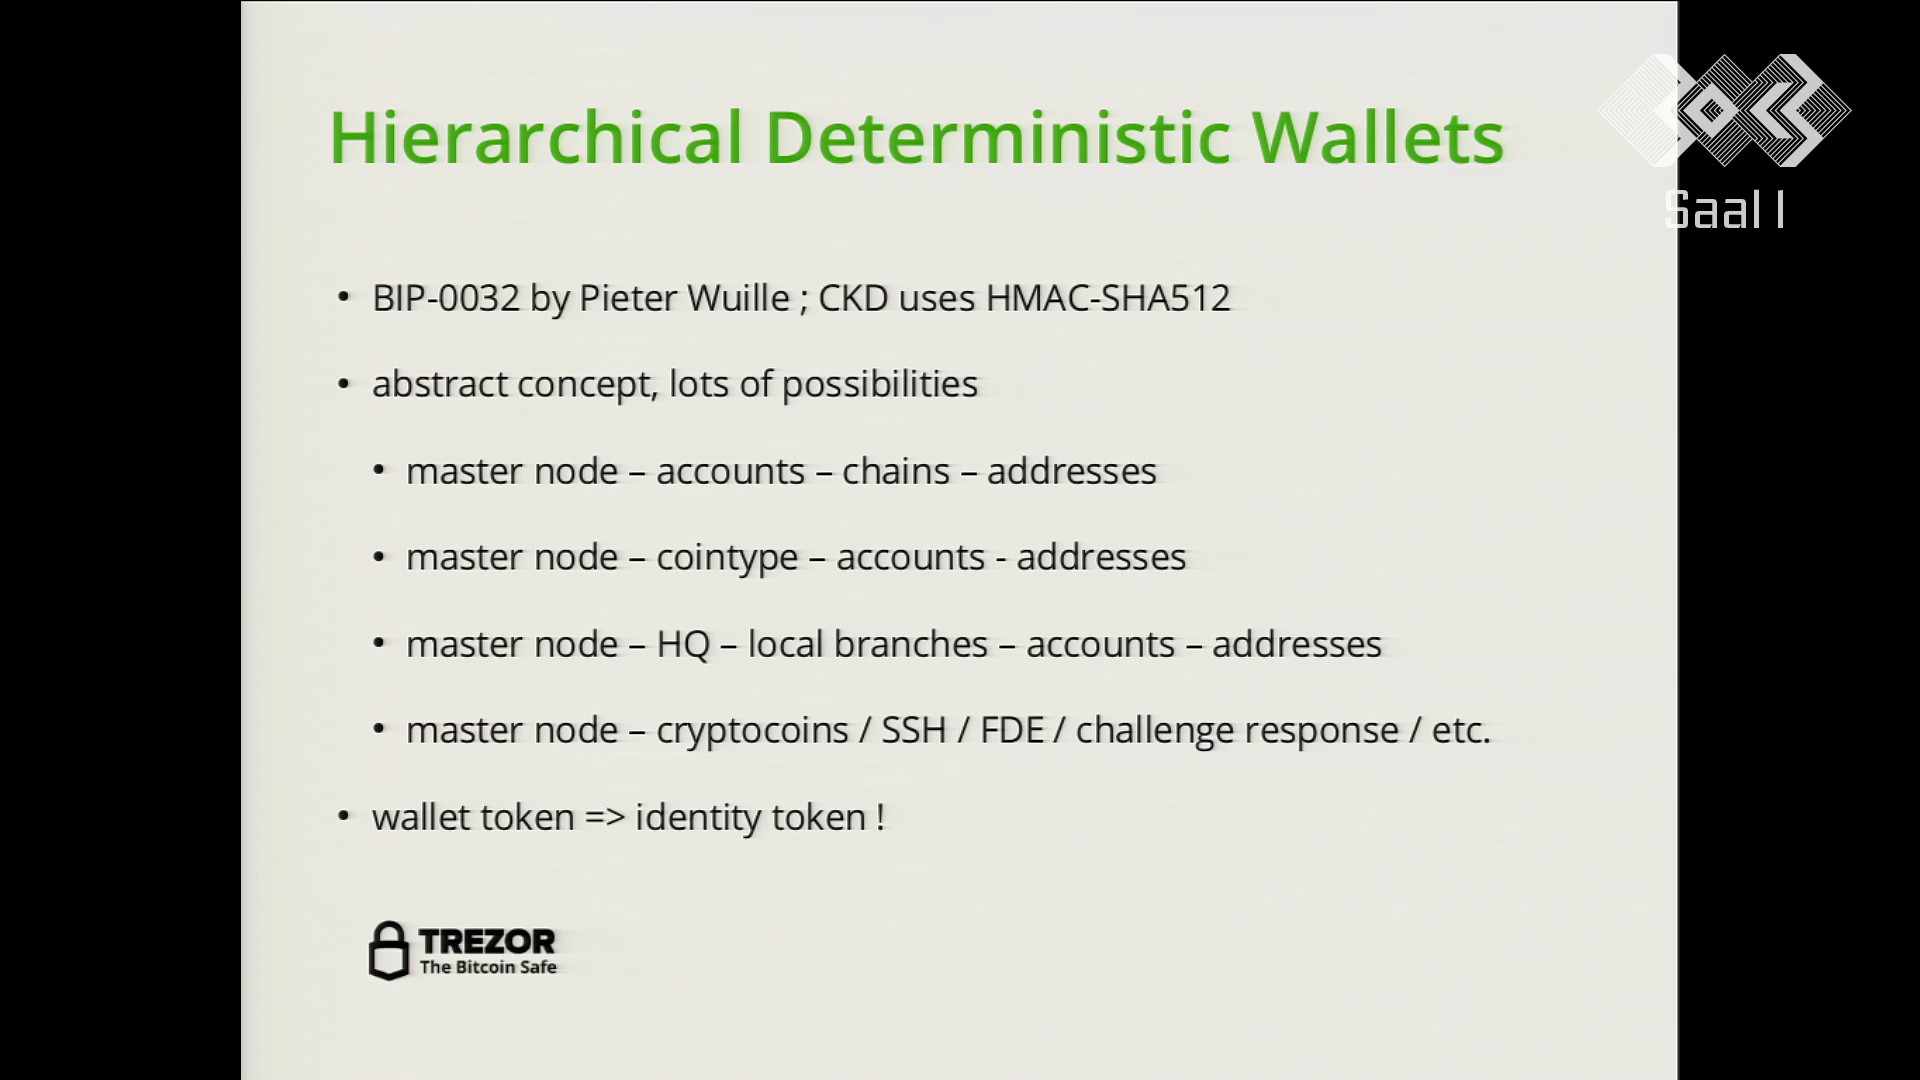 Hierarchical Deterministic Wallets
Saal 1
• BIP-0032 by Pieter Wuille ; CKD uses HMAC-SHA512
• abstract concept, lots of possibilities
• master node – accounts – chains – addresses
• master node – cointype – accounts - addresses
• master node – HQ – local branches – accounts – addresses
• master node – cryptocoins / SSH / FDE / challenge response / etc.
• wallet token => identity token !
TREZOR
The Bitcoin Safe